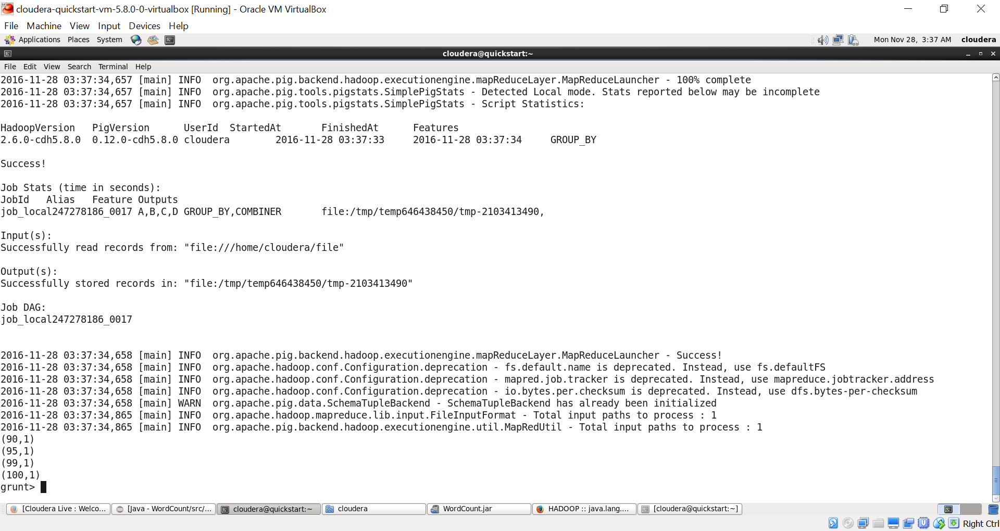 cloudera-quickstart-vm-5.8.0-0-virtualbox [Running] - Oracle VM VirtualBox
File Machine View Input Devices Help
Applications Places System Mon Nov 28, 3:37 AM cloudera
cloudera@quickstart:~
File Edit View Search Terminal Help
2016-11-28 03:37:34,657 [main] INFO  org.apache.pig.backend.hadoop.executionengine.mapReduceLayer.MapReduceLauncher - 100% complete
2016-11-28 03:37:34,657 [main] INFO  org.apache.pig.tools.pigstats.SimplePigStats - Detected Local mode. Stats reported below may be incomplete
2016-11-28 03:37:34,657 [main] INFO  org.apache.pig.tools.pigstats.SimplePigStats - Script Statistics:
HadoopVersion   PigVersion      UserId  StartedAt       FinishedAt      Features
2.6.0-cdh5.8.0  0.12.0-cdh5.8.0 cloudera        2016-11-28 03:37:33     2016-11-28 03:37:34     GROUP_BY
Success!
Job Stats (time in seconds):
JobId   Alias   Feature Outputs
job_local247278186_0017 A,B,C,D GROUP_BY,COMBINER       file:/tmp/temp646438450/tmp-2103413490,
Input(s):
Successfully read records from: "file:///home/cloudera/file"
Output(s):
Successfully stored records in: "file:/tmp/temp646438450/tmp-2103413490"
Job DAG:
job_local247278186_0017
2016-11-28 03:37:34,658 [main] INFO  org.apache.pig.backend.hadoop.executionengine.mapReduceLayer.MapReduceLauncher - Success!
2016-11-28 03:37:34,658 [main] INFO  org.apache.hadoop.conf.Configuration.deprecation - fs.default.name is deprecated. Instead, use fs.defaultFS
2016-11-28 03:37:34,658 [main] INFO  org.apache.hadoop.conf.Configuration.deprecation - mapred.job.tracker is deprecated. Instead, use mapreduce.jobtracker.address
2016-11-28 03:37:34,658 [main] INFO  org.apache.hadoop.conf.Configuration.deprecation - io.bytes.per.checksum is deprecated. Instead, use dfs.bytes-per-checksum
2016-11-28 03:37:34,658 [main] WARN  org.apache.pig.data.SchemaTupleBackend - SchemaTupleBackend has already been initialized
2016-11-28 03:37:34,865 [main] INFO  org.apache.hadoop.mapreduce.lib.input.FileInputFormat - Total input paths to process : 1
2016-11-28 03:37:34,865 [main] INFO  org.apache.pig.backend.hadoop.executionengine.util.MapRedUtil - Total input paths to process : 1
(90,1)
(95,1)
(99,1)
(100,1)
grunt>
[Cloudera Live : Welco... [Java - WordCount/src/... cloudera@quickstart:~ cloudera WordCount.jar HADOOP :: java.lang.... [cloudera@quickstart:~]
Right Ctrl